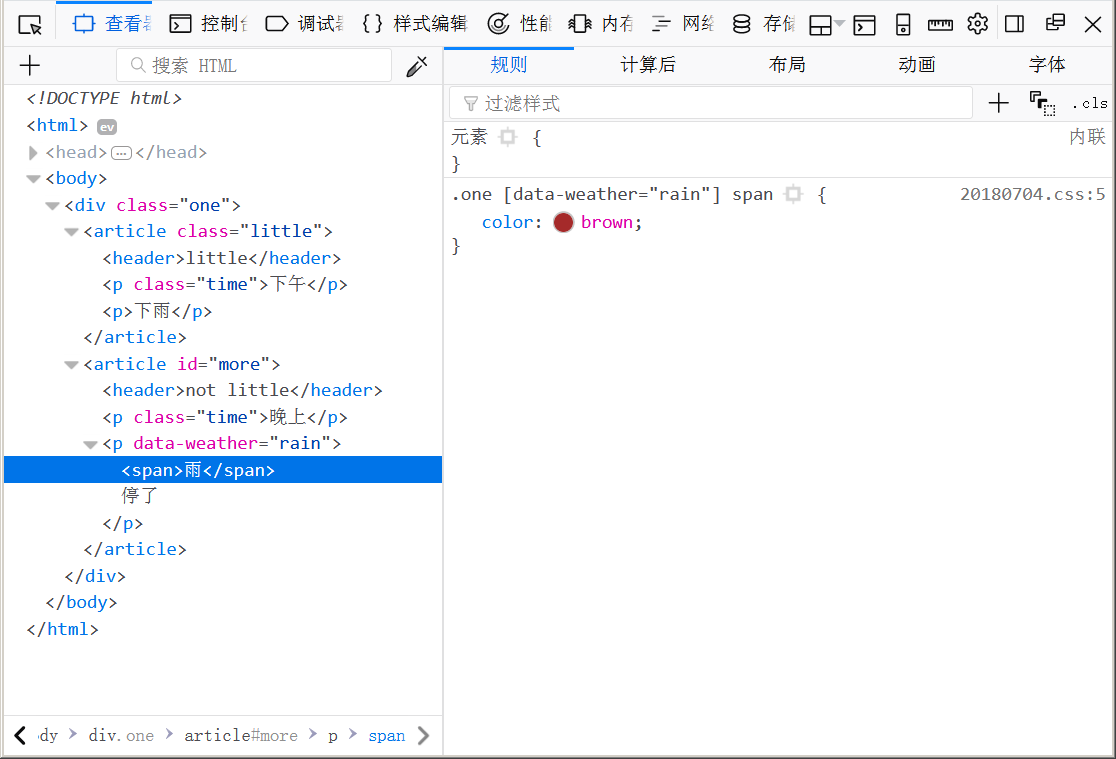 查看器 控制台 调试器 {} 样式编辑 性能 内存 网络 存储
搜索 HTML
<!DOCTYPE html>
<html> ev
<head>…</head>
<body>
<div class="one">
<article class="little">
<header>little</header>
<p class="time">下午</p>
<p>下雨</p>
</article>
<article id="more">
<header>not little</header>
<p class="time">晚上</p>
<p data-weather="rain">
<span>雨</span>
停了
</p>
</article>
</div>
</body>
</html>
dy div.one article#more p span
规则 计算后 布局 动画 字体
过滤样式 .cls
元素 { 内联
}
.one [data-weather="rain"] span { 20180704.css:5
color: brown;
}